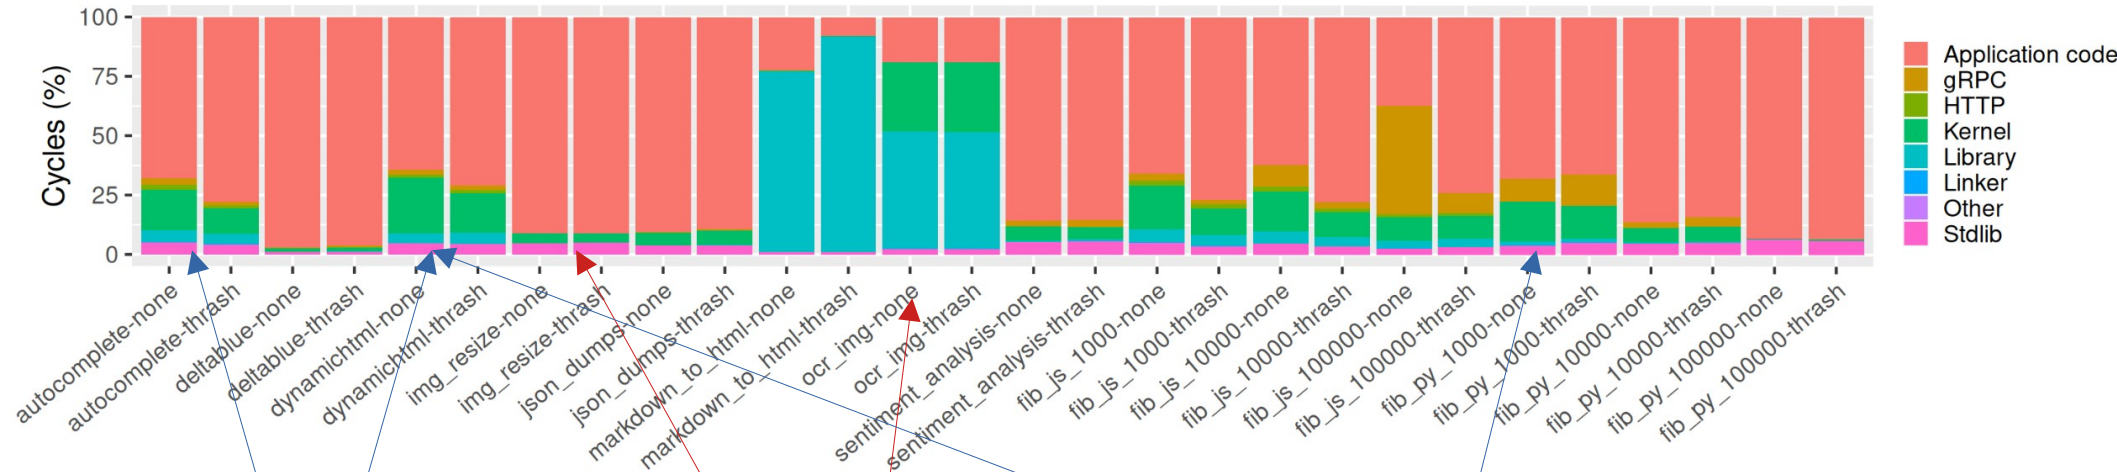 100
75
50
25
0
Cycles (%)
autocomplete-none
autocomplete-thrash
deltablue-none
deltablue-thrash
dynamichtml-none
dynamichtml-thrash
img_resize-none
img_resize-thrash
json_dumps-none
json_dumps-thrash
markdown_to_html-none
markdown_to_html-thrash
ocr_img-none
ocr_img-thrash
sentiment_analysis-none
sentiment_analysis-thrash
fib_js_1000-none
fib_js_1000-thrash
fib_js_10000-none
fib_js_10000-thrash
fib_js_100000-none
fib_js_100000-thrash
fib_py_1000-none
fib_py_1000-thrash
fib_py_10000-none
fib_py_10000-thrash
fib_py_100000-none
fib_py_100000-thrash
Application code
gRPC
HTTP
Kernel
Library
Linker
Other
Stdlib